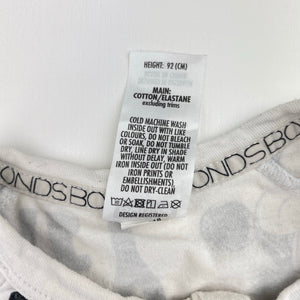 HEIGHT: 92 (CM)
MAIN:
COTTON/ELASTANE
excluding trims
COLD MACHINE WASH
INSIDE OUT WITH LIKE
COLOURS, DO NOT BLEACH
OR SOAK, DO NOT TUMBLE
DRY, LINE DRY IN SHADE
WITHOUT DELAY, WARM
IRON INSIDE OUT (DO NOT
IRON PRINTS OR
EMBELLISHMENTS),
DO NOT DRY-CLEAN
ONDSBO
ONDSBO
DESIGN REGISTERED